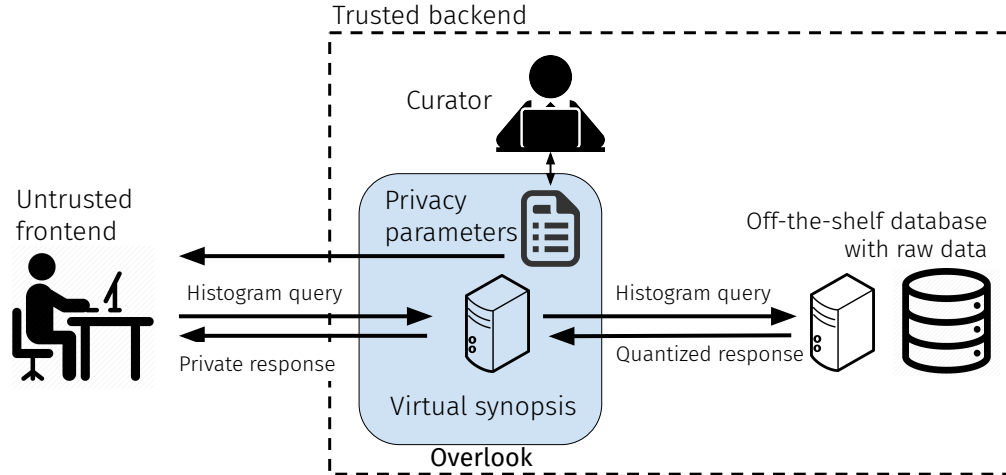 Trusted backend
Curator
Untrusted
frontend
Privacy
parameters
Off-the-shelf database
with raw data
Histogram query
Histogram query
Private response
Quantized response
Virtual synopsis
Overlook